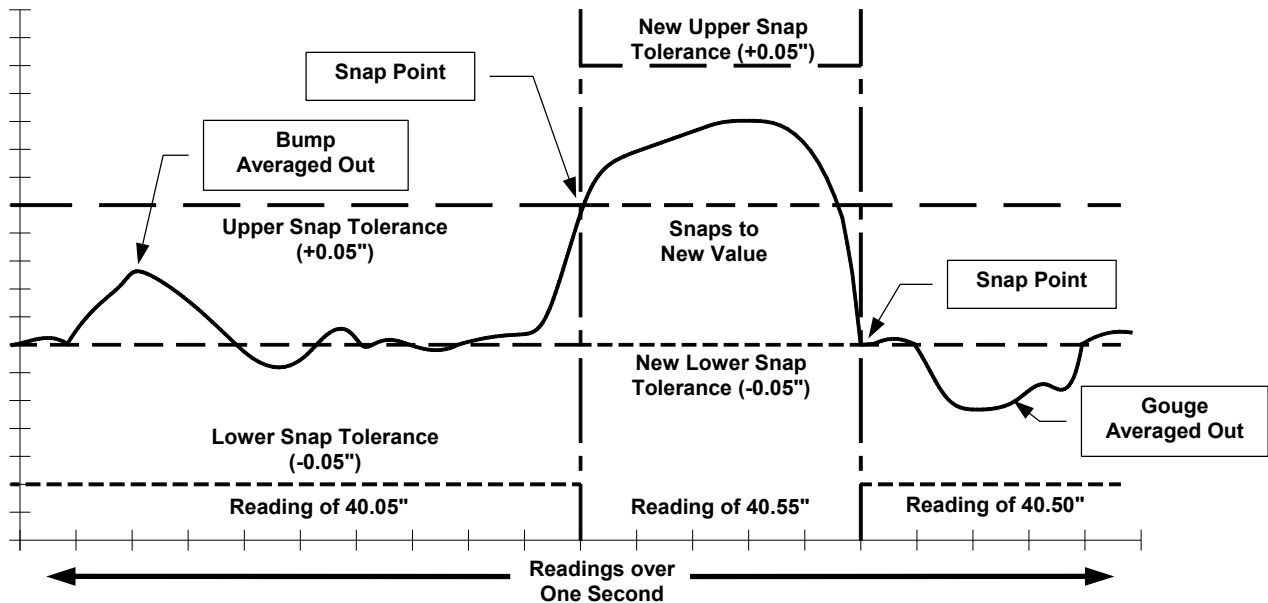 New Upper Snap
Tolerance (+0.05")
Snap Point
Bump
Averaged Out
Upper Snap Tolerance
(+0.05")
Snaps to
New Value
Snap Point
New Lower Snap
Tolerance (-0.05")
Gouge
Averaged Out
Lower Snap Tolerance
(-0.05")
Reading of 40.05"
Reading of 40.55"
Reading of 40.50"
Readings over
One Second